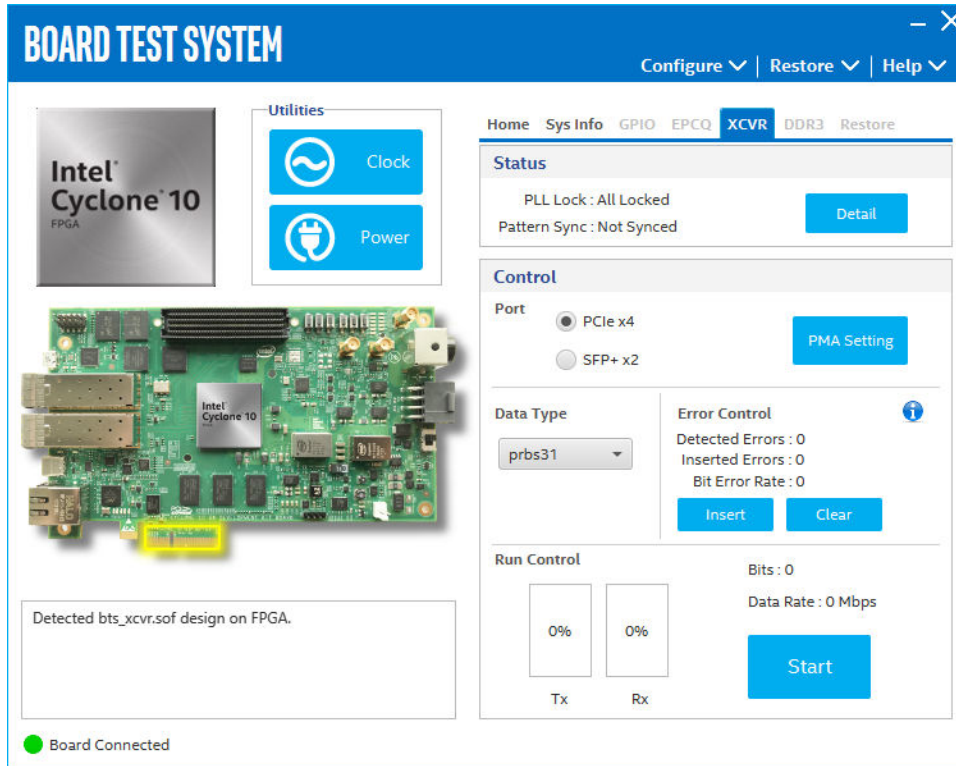 BOARD TEST SYSTEM
Configure | Restore | Help
Intel®
Cyclone® 10
FPGA
Utilities
Clock
Power
Home Sys Info GPIO EPCQ XCVR DDR3 Restore
Status
PLL Lock : All Locked
Pattern Sync : Not Synced
Detail
Control
Port
PCIe x4
SFP+ x2
PMA Setting
Intel
Cyclone 10
Data Type
prbs31
Error Control
Detected Errors : 0
Inserted Errors : 0
Bit Error Rate : 0
Insert Clear
Run Control
Bits : 0
Data Rate : 0 Mbps
0% 0%
Start
Tx Rx
Detected bts_xcvr.sof design on FPGA.
Board Connected